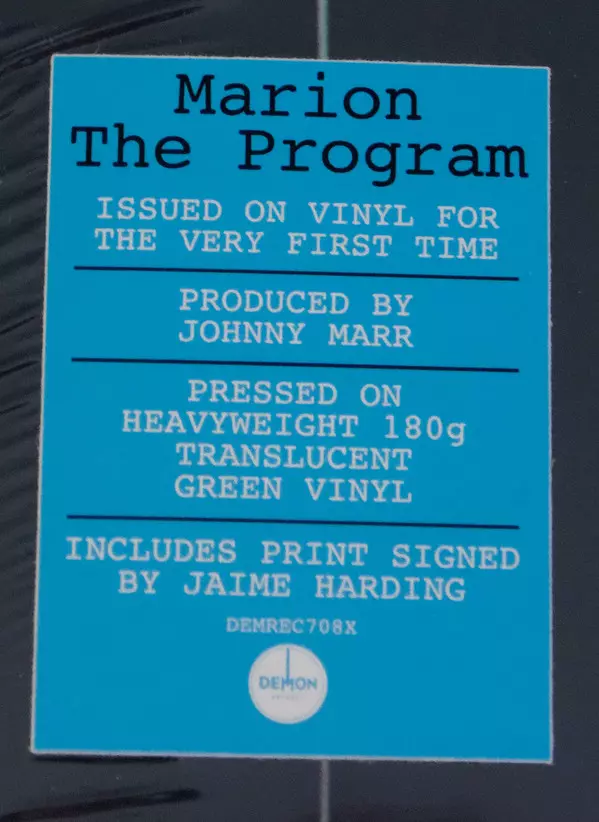 Marion
The Program
ISSUED ON VINYL FOR
THE VERY FIRST TIME
PRODUCED BY
JOHNNY MARR
PRESSED ON
HEAVYWEIGHT 180g
TRANSLUCENT
GREEN VINYL
INCLUDES PRINT SIGNED
BY JAIME HARDING
DEMREC708X
DEMON